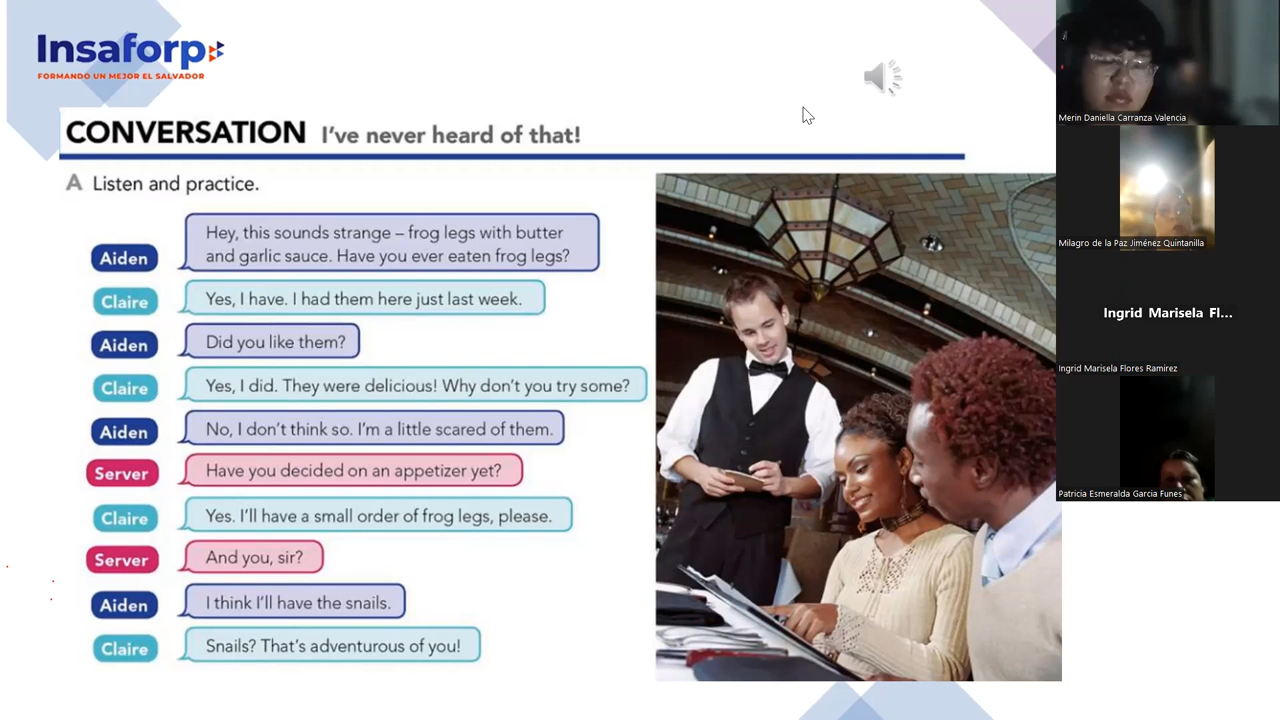 Insaforp
FORMANDO UN MEJOR EL SALVADOR
CONVERSATION I've never heard of that!
A Listen and practice.
Aiden Hey, this sounds strange – frog legs with butter
and garlic sauce. Have you ever eaten frog legs?
Claire Yes, I have. I had them here just last week.
Aiden Did you like them?
Claire Yes, I did. They were delicious! Why don't you try some?
Aiden No, I don't think so. I'm a little scared of them.
Server Have you decided on an appetizer yet?
Claire Yes. I'll have a small order of frog legs, please.
Server And you, sir?
Aiden I think I'll have the snails.
Claire Snails? That's adventurous of you!
Merin Daniella Carranza Valencia
Milagro de la Paz Jiménez Quintanilla
Ingrid Marisela Fl...
Ingrid Marisela Flores Ramirez
Patricia Esmeralda Garcia Funes